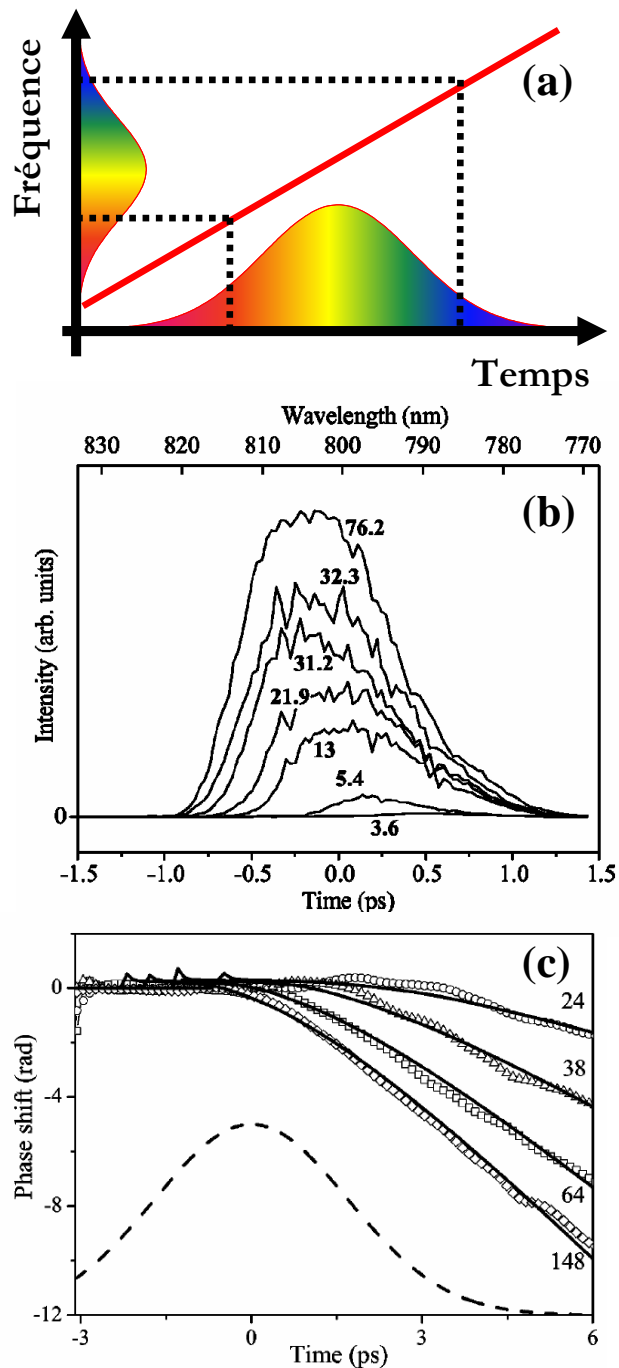 (a)
Fréquence
Temps
Wavelength (nm)
830 820 810 800 790 780 770
(b)
76.2
32.3
31.2
21.9
13
5.4
3.6
Intensity (arb. units)
0
-1.5 -1.0 -0.5 0.0 0.5 1.0 1.5
Time (ps)
(c)
0
-4
-8
-12
Phase shift (rad)
24
38
64
148
-3 0 3 6
Time (ps)